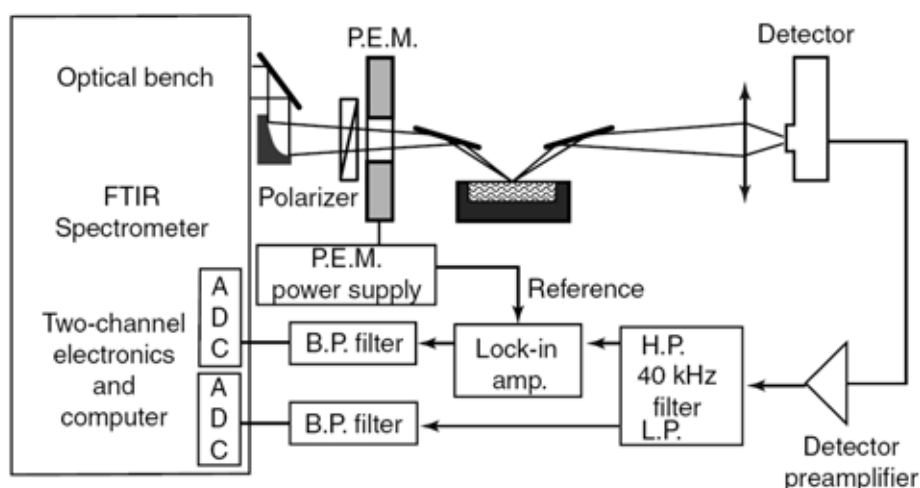 P.E.M.
Detector
Optical bench
Polarizer
FTIR
Spectrometer
P.E.M.
power supply
Reference
A
D
C
Two-channel
electronics
and
computer
B.P. filter
Lock-in
amp.
H.P.
40 kHz
filter
L.P.
A
D
C
B.P. filter
Detector
preamplifier